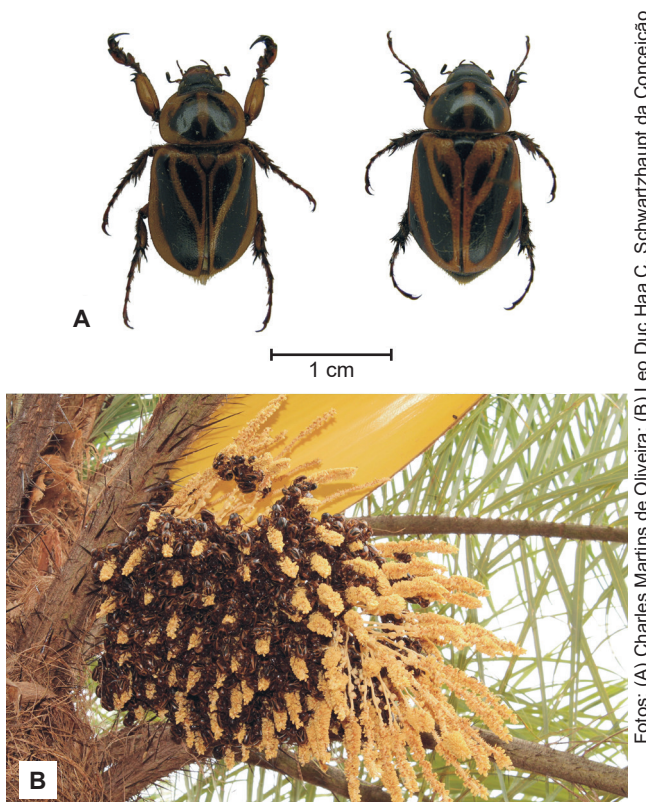 A
1 cm
B
Fotos: (A) Charles Martins de Oliveira; (B) Leo Duc Haa C. Schwartzhaupt da Conceição